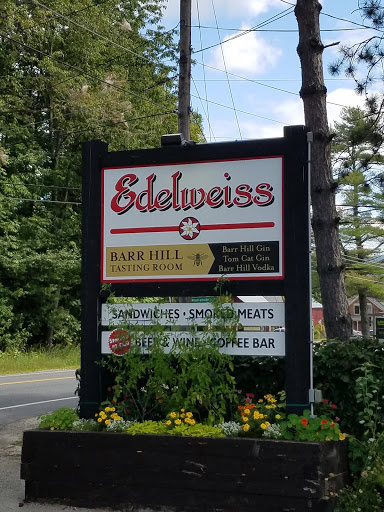 Edelweiss
BARR HILL
TASTING ROOM
Barr Hill Gin
Tom Cat Gin
Barr Hill Vodka
SANDWICHES • SMOKED MEATS
BEER & WINE • COFFEE BAR